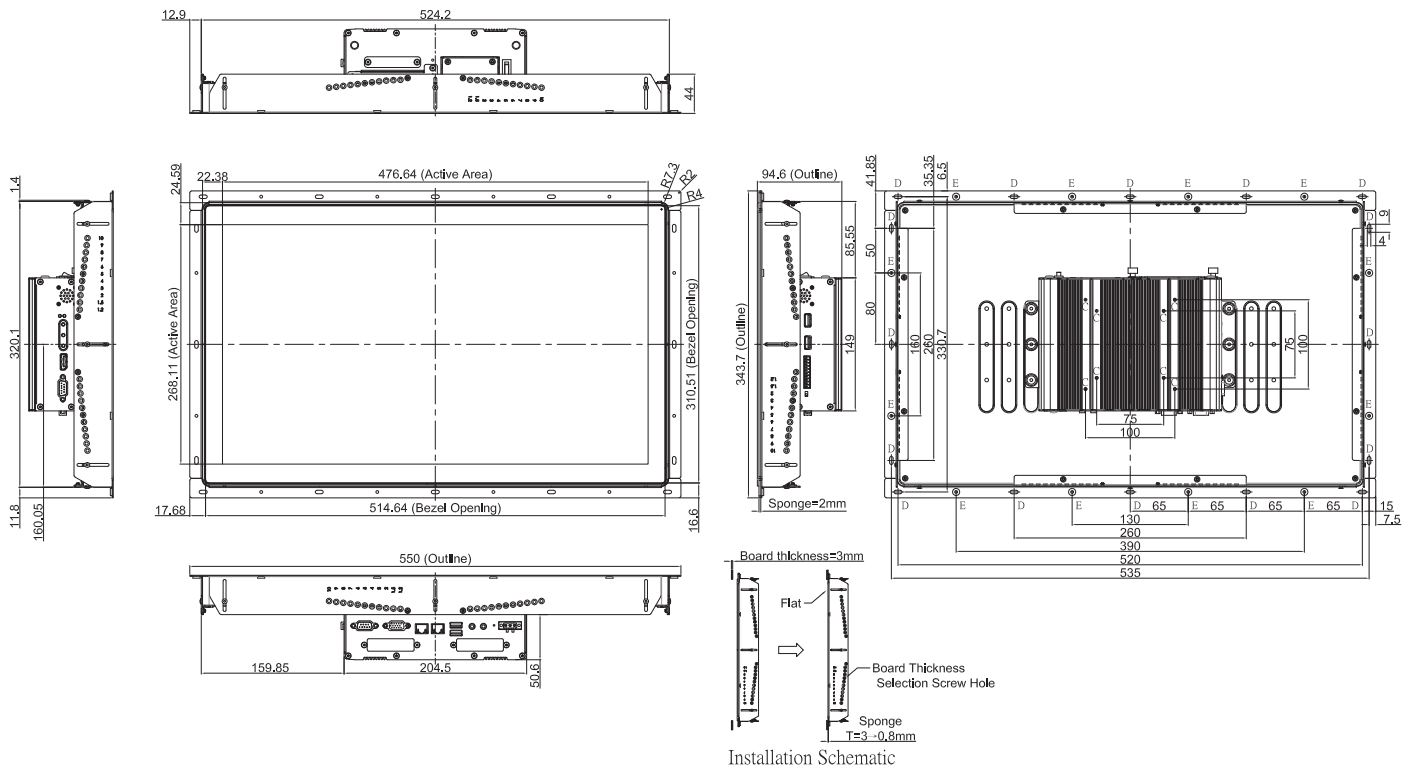 12.9
524.2
44
1.4
320.1
11.8
160.05
24.59
22.38
476.64 (Active Area)
R7.3
R2
R4
268.11 (Active Area)
310.51 (Bezel Opening)
17.68
514.64 (Bezel Opening)
16.6
94.6 (Outline)
85.55
149
343.7 (Outline)
Sponge=2mm
41.85
35.35
6.5
D E D E D E D E D
9
4
50
80
D
E
D
E
D
D
E
D
E
D
160
260
330.7
C C
C C
C C
C C
75
100
75
100
D E D E D E D E D
65 65 65 65
15
7.5
130
260
390
520
535
550 (Outline)
159.85
204.5
50.6
Board thickness=3mm
Flat
Board Thickness
Selection Screw Hole
Sponge
T=3→0.8mm
Installation Schematic